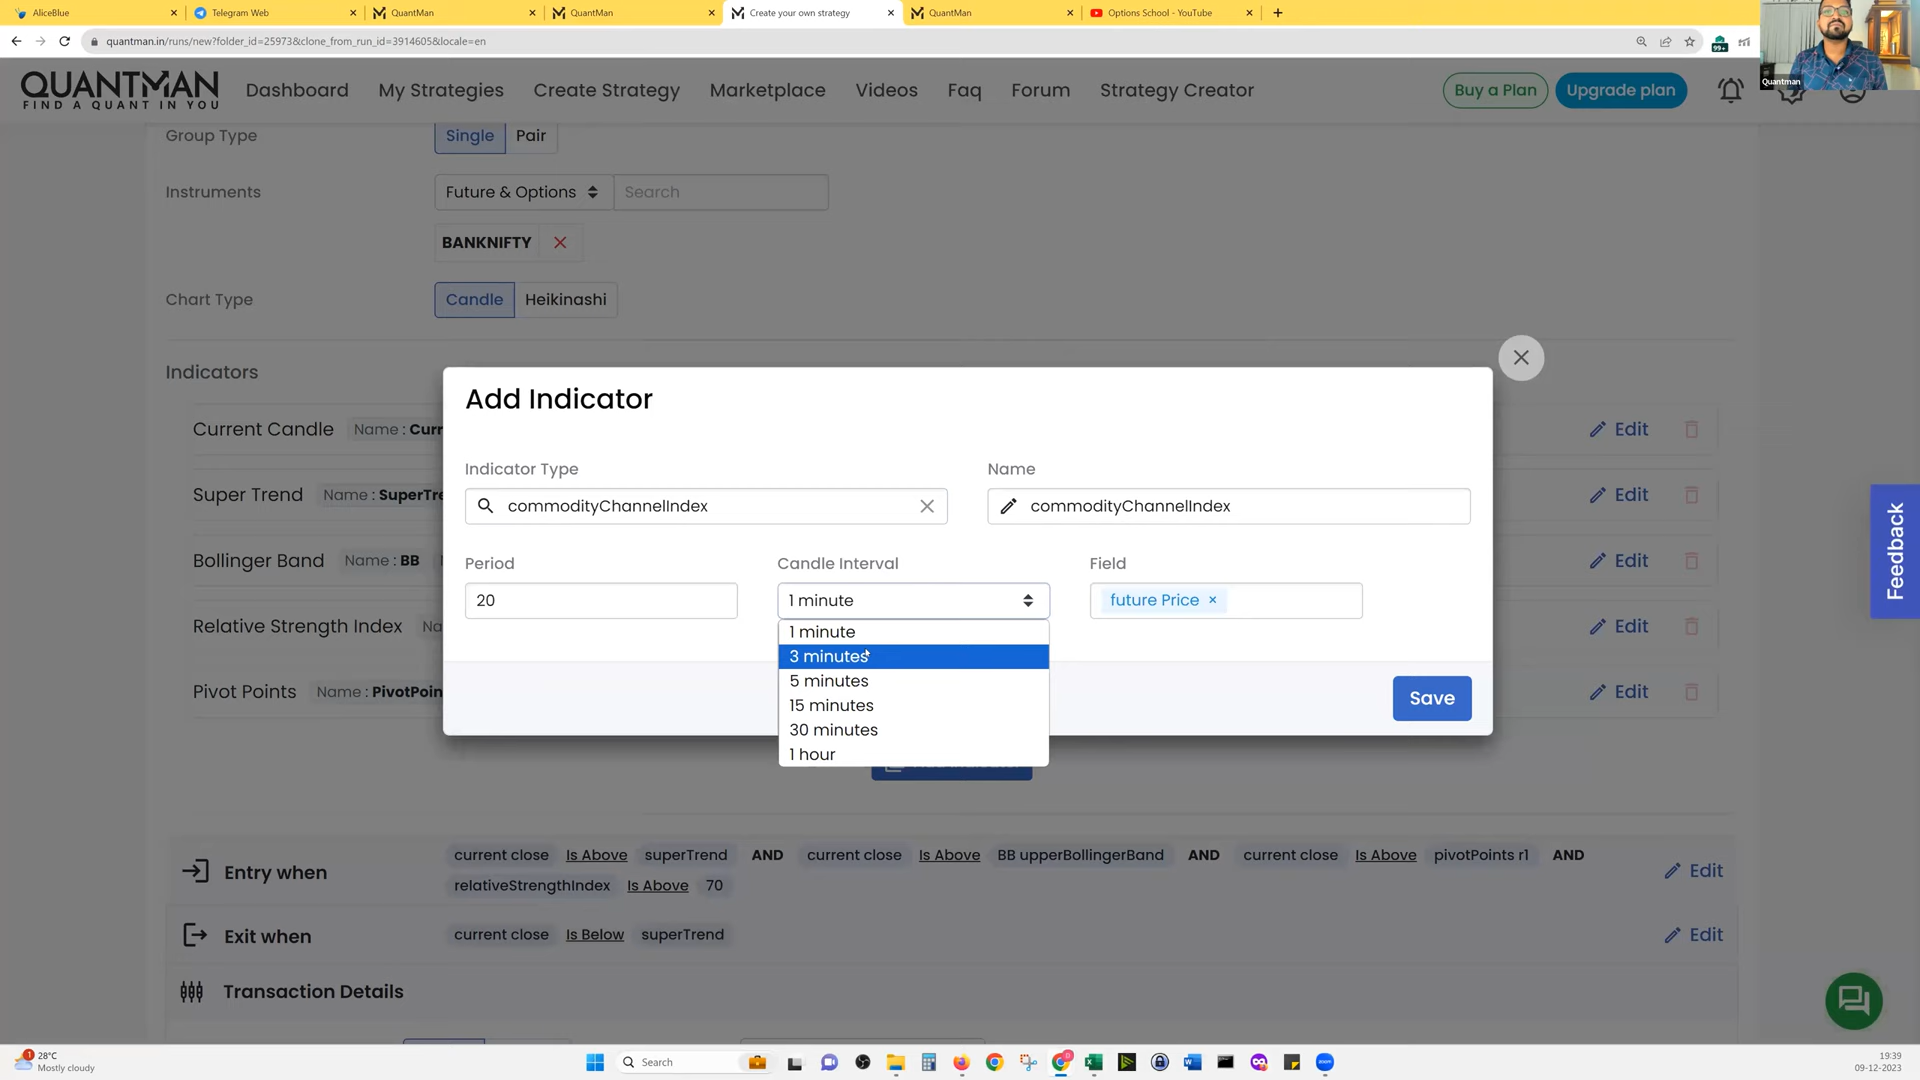 AliceBlue
Telegram Web
QuantMan
QuantMan
Create your own strategy
QuantMan
Options School - YouTube
quantman.in/runs/new?folder_id=25973&clone_from_run_id=3914605&locale=en
99+
Quantman
QUANTMAN
FIND A QUANT IN YOU
Dashboard
My Strategies
Create Strategy
Marketplace
Videos
Faq
Forum
Strategy Creator
Buy a Plan
Upgrade plan
Group Type
Single
Pair
Instruments
Future & Options
Search
BANKNIFTY
Chart Type
Candle
Heikinashi
Indicators
Current Candle Name : Curr
Edit
Super Trend Name : SuperTre
Edit
Bollinger Band Name : BB
Edit
Relative Strength Index Na
Edit
Pivot Points Name : PivotPoin
Edit
Add Indicator
Indicator Type
commodityChannelIndex
Name
commodityChannelIndex
Period
20
Candle Interval
1 minute
Field
future Price ×
1 minute
3 minutes
5 minutes
15 minutes
30 minutes
1 hour
Save
Feedback
Entry when
current close Is Above superTrend AND current close Is Above BB upperBollingerBand AND current close Is Above pivotPoints r1 AND
relativeStrengthIndex Is Above 70
Edit
Exit when
current close Is Below superTrend
Edit
Transaction Details
1
28°C
Mostly cloudy
Search
19:39
09-12-2023